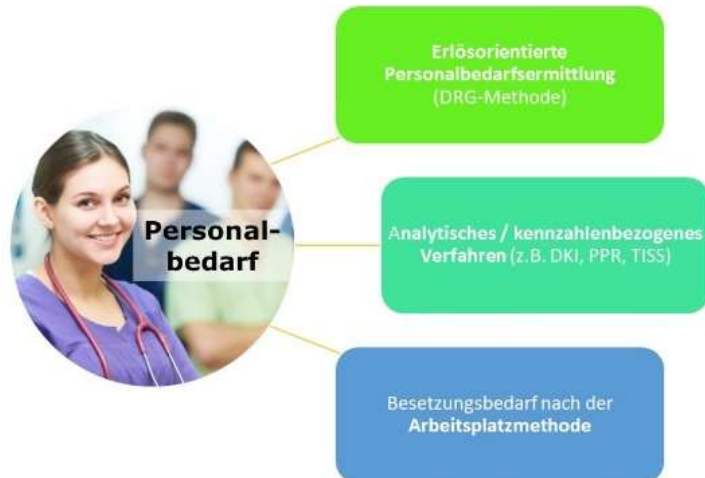 Erlösorientierte
Personalbedarfsermittlung
(DRG-Methode)
Personal-
bedarf
Analytisches / kennzahlenbezogenes
Verfahren (z.B. DKI, PPR, TISS)
Besetzungsbedarf nach der
Arbeitsplatzmethode